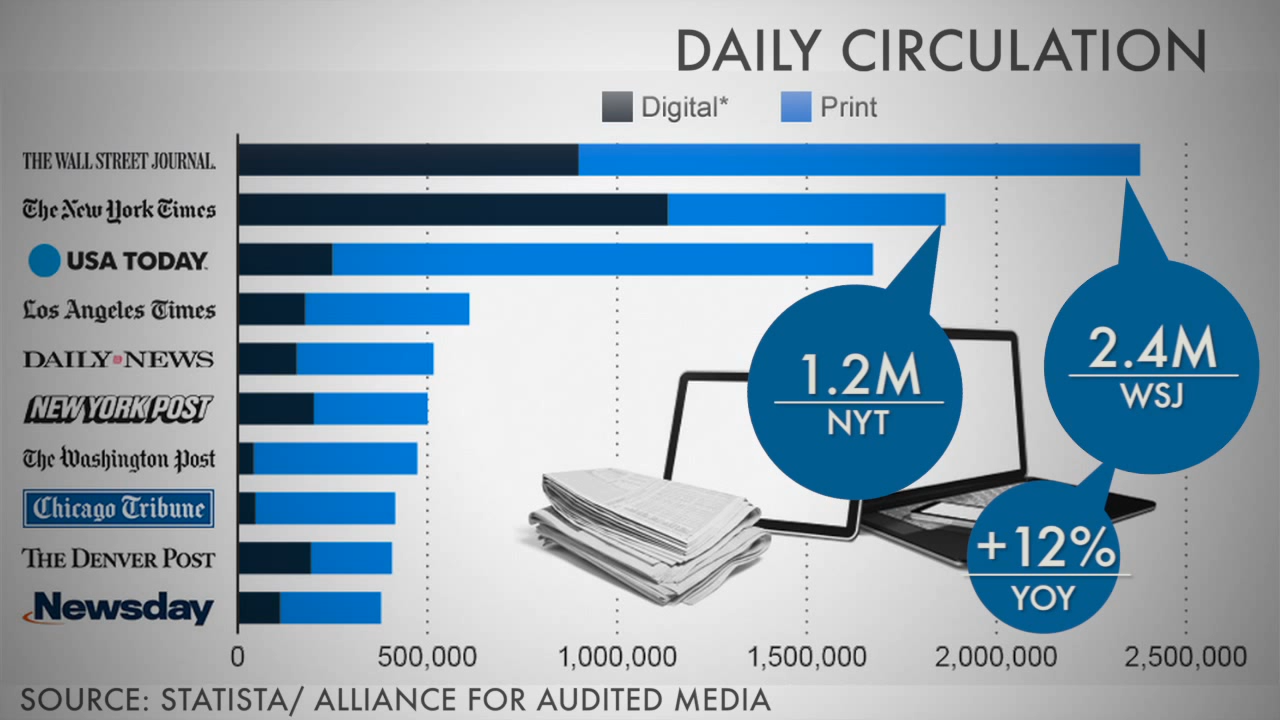 DAILY CIRCULATION
Digital* Print
THE WALL STREET JOURNAL.
The New York Times
USA TODAY
Los Angeles Times
DAILY NEWS
NEW YORK POST
The Washington Post
Chicago Tribune
THE DENVER POST
Newsday
1.2M
NYT
2.4M
WSJ
+12%
YOY
0 500,000 1,000,000 1,500,000 2,000,000 2,500,000
SOURCE: STATISTA/ ALLIANCE FOR AUDITED MEDIA